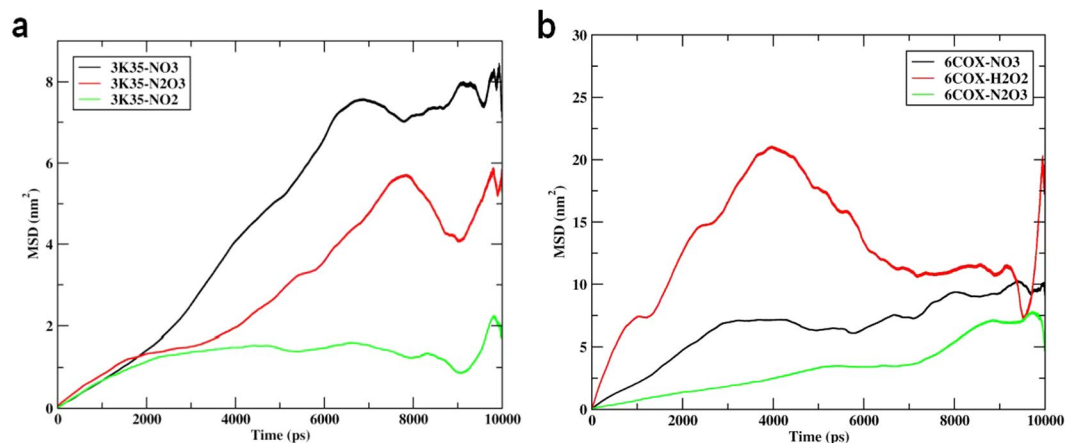 a
8
6
4
2
0
MSD (nm²)
3K35-NO3
3K35-N2O3
3K35-NO2
0 2000 4000 6000 8000 10000
Time (ps)
b
30
25
20
15
10
5
0
MSD (nm²)
6COX-NO3
6COX-H2O2
6COX-N2O3
0 2000 4000 6000 8000 10000
Time (ps)